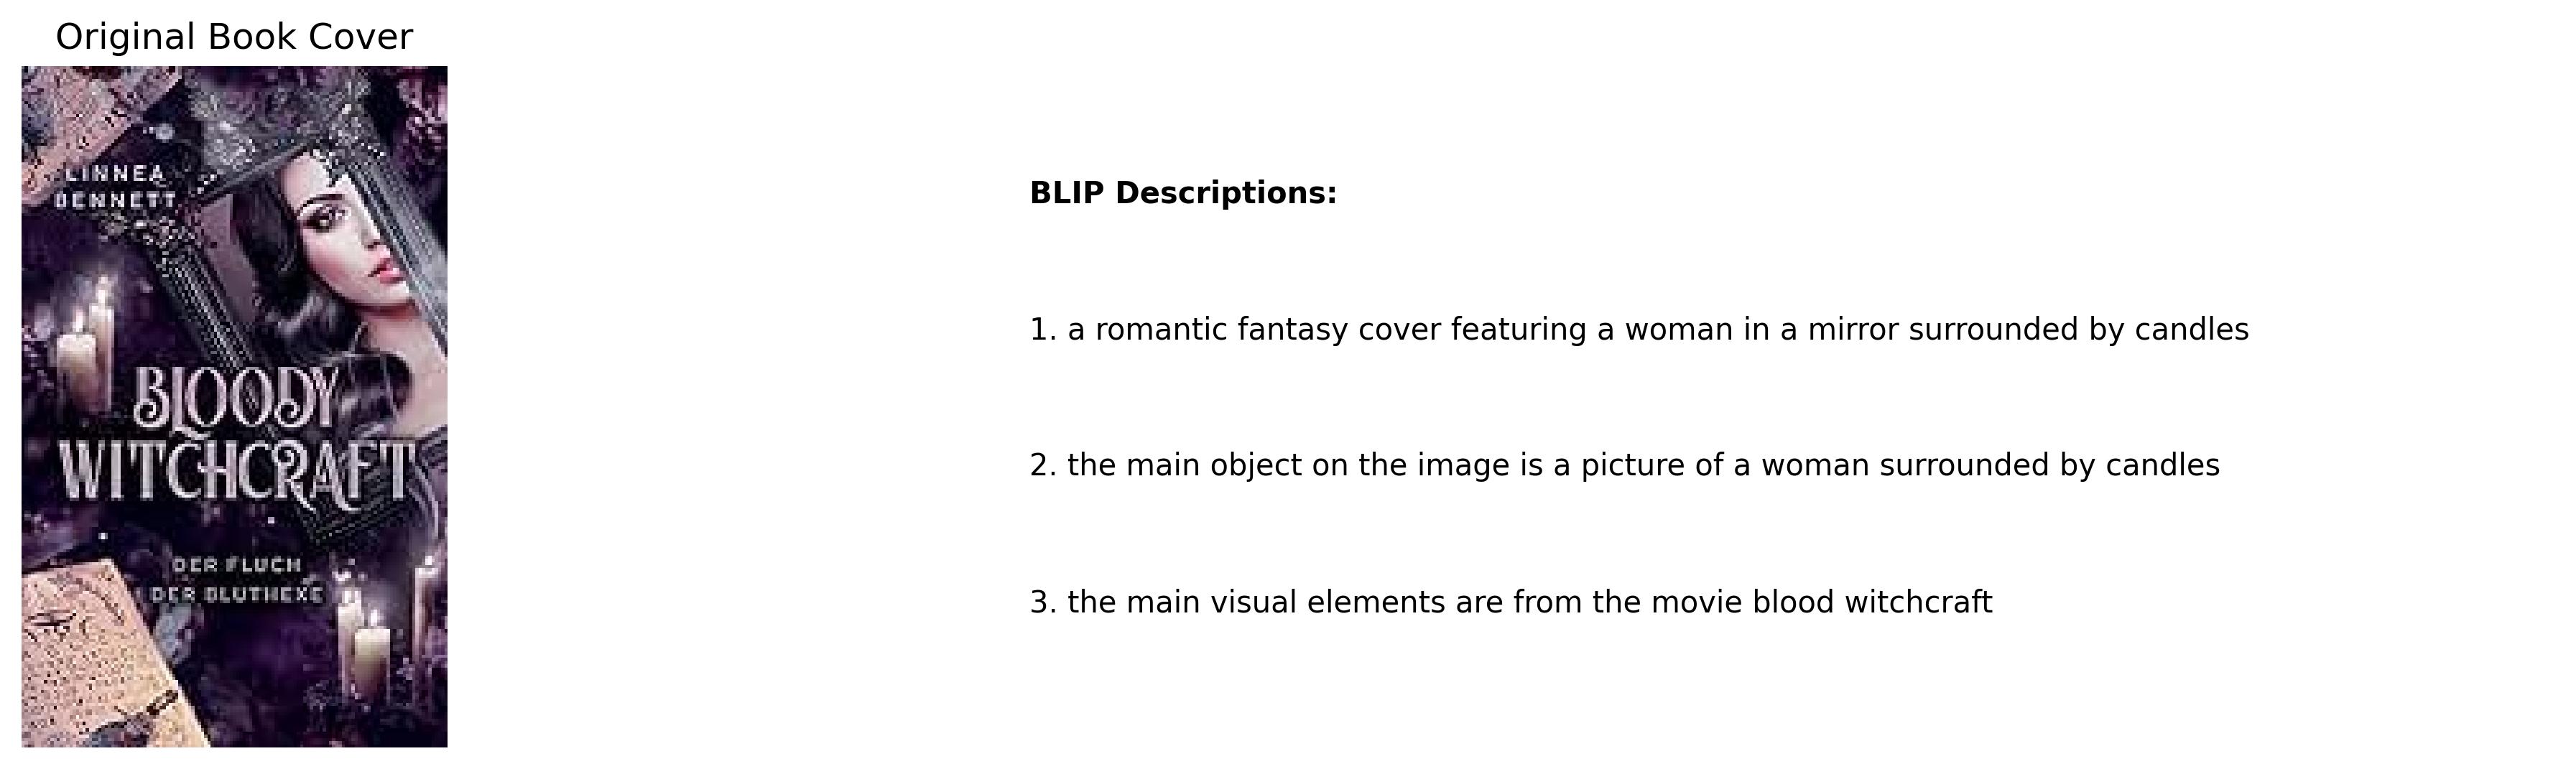 Original Book Cover
LINNEA
BENNETT
BLOODY
WITCHCRAFT
DER FLUCH
DER BLUTHEXE
BLIP Descriptions:
1. a romantic fantasy cover featuring a woman in a mirror surrounded by candles
2. the main object on the image is a picture of a woman surrounded by candles
3. the main visual elements are from the movie blood witchcraft